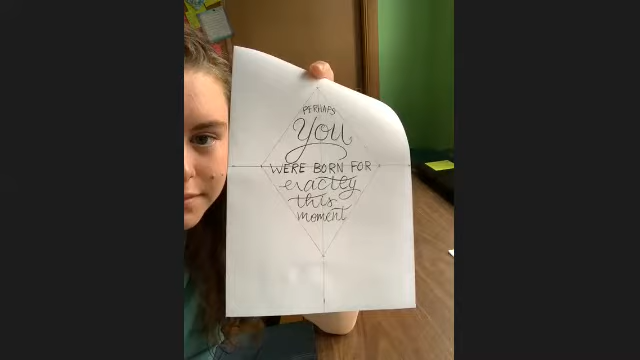 PERHAPS
You
WERE BORN FOR
exactly
this
moment